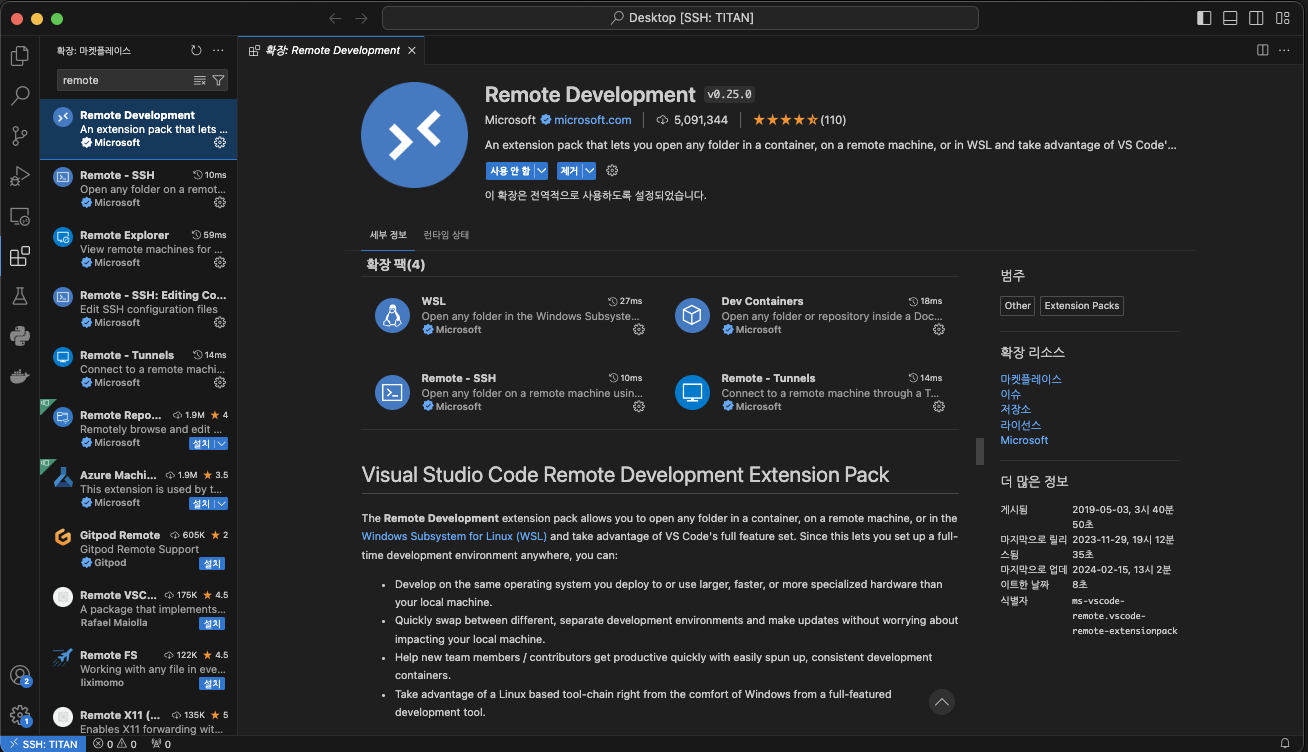 Desktop [SSH: TITAN]
확장: 마켓플레이스
remote
Remote Development
An extension pack that lets ...
Microsoft
Remote - SSH
10ms
Open any folder on a remot...
Microsoft
Remote Explorer
59ms
View remote machines for ...
Microsoft
Remote - SSH: Editing Co...
Edit SSH configuration files
Microsoft
Remote - Tunnels
14ms
Connect to a remote machi...
Microsoft
Remote Repo...
1.9M
4
Remotely browse and edit ...
Microsoft
설치
Azure Machi...
1.9M
3.5
This extension is used by t...
Microsoft
설치
Gitpod Remote
605K
2
Gitpod Remote Support
Gitpod
설치
Remote VSC...
175K
4.5
A package that implements...
Rafael Maiolla
설치
Remote FS
122K
4.5
Working with any file in eve...
liximomo
설치
Remote X11 (...
135K
5
Enables X11 forwarding wit...
2
1
SSH: TITAN
0
0
0
확장: Remote Development
Remote Development
v0.25.0
Microsoft
microsoft.com
5,091,344
(110)
An extension pack that lets you open any folder in a container, on a remote machine, or in WSL and take advantage of VS Code'...
사용 안 함
제거
이 확장은 전역적으로 사용하도록 설정되었습니다.
세부 정보
런타임 상태
확장 팩(4)
WSL
27ms
Open any folder in the Windows Subsyste...
Microsoft
Dev Containers
18ms
Open any folder or repository inside a Doc...
Microsoft
Remote - SSH
10ms
Open any folder on a remote machine usin...
Microsoft
Remote - Tunnels
14ms
Connect to a remote machine through a T...
Microsoft
Visual Studio Code Remote Development Extension Pack
The Remote Development extension pack allows you to open any folder in a container, on a remote machine, or in the
Windows Subsystem for Linux (WSL) and take advantage of VS Code's full feature set. Since this lets you set up a full-
time development environment anywhere, you can:
• Develop on the same operating system you deploy to or use larger, faster, or more specialized hardware than
your local machine.
• Quickly swap between different, separate development environments and make updates without worrying about
impacting your local machine.
• Help new team members / contributors get productive quickly with easily spun up, consistent development
containers.
• Take advantage of a Linux based tool-chain right from the comfort of Windows from a full-featured
development tool.
범주
Other
Extension Packs
확장 리소스
마켓플레이스
이슈
저장소
라이선스
Microsoft
더 많은 정보
게시됨
2019-05-03, 3시 40분
50초
마지막으로 릴리
스됨
2023-11-29, 19시 12분
35초
마지막으로 업데
이트한 날짜
2024-02-15, 13시 2분
8초
식별자
ms-vscode-
remote.vscode-
remote-extensionpack